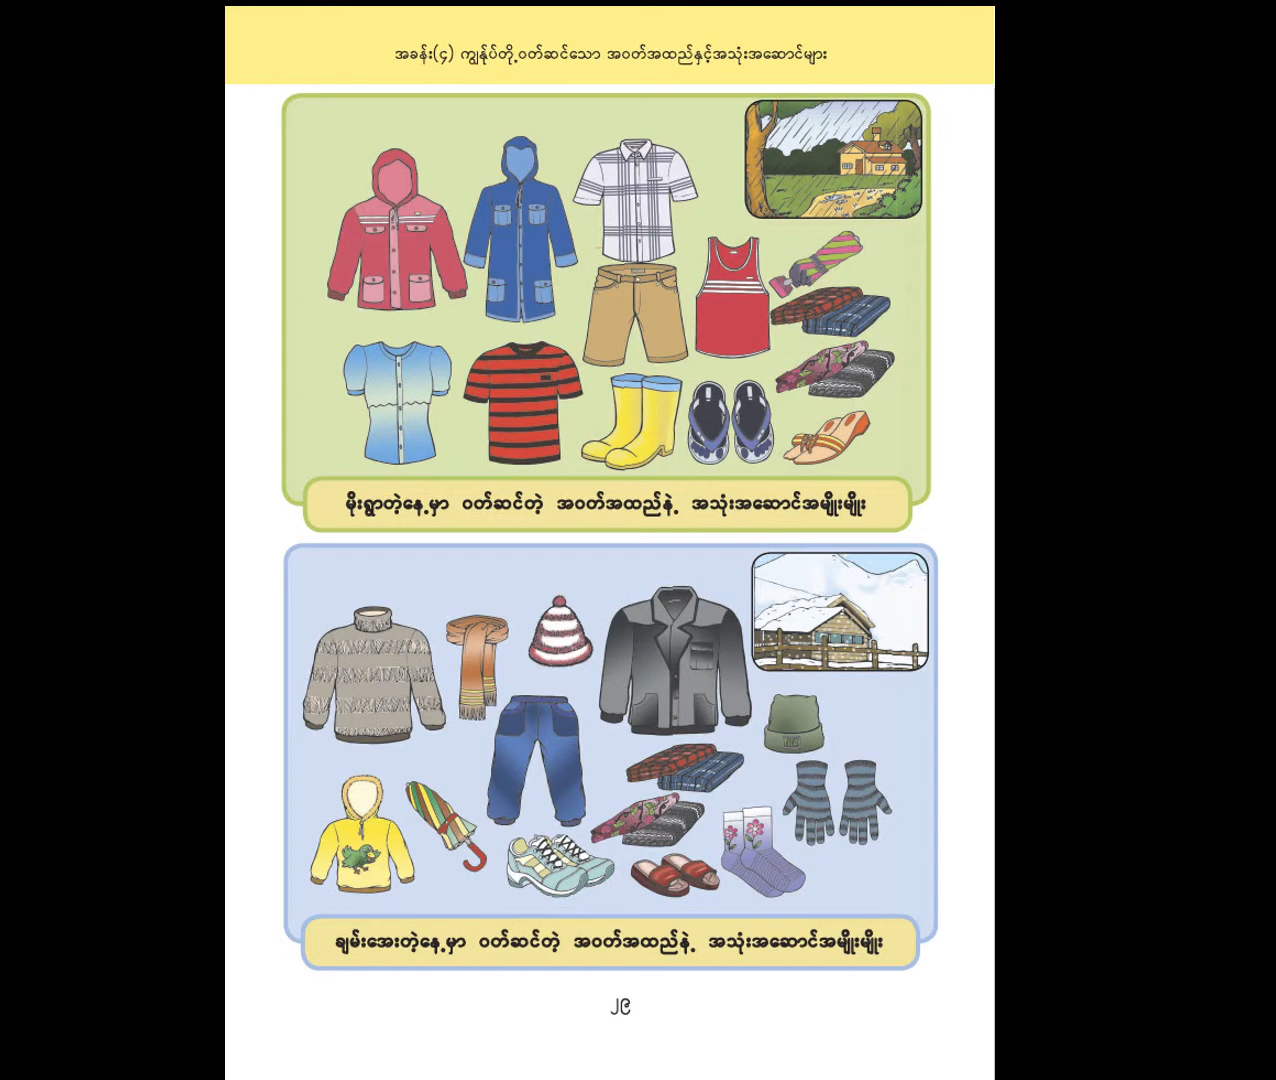 အခန်း(၄) ကျွန်ုပ်တို့ဝတ်ဆင်သော အဝတ်အထည်နှင့်အသုံးအဆောင်များ
မိုးရွာတဲ့နေ့မှာ ဝတ်ဆင်တဲ့ အဝတ်အထည်နဲ့ အသုံးအဆောင်အမျိုးမျိုး
ချမ်းအေးတဲ့နေ့မှာ ဝတ်ဆင်တဲ့ အဝတ်အထည်နဲ့ အသုံးအဆောင်အမျိုးမျိုး
၂၉